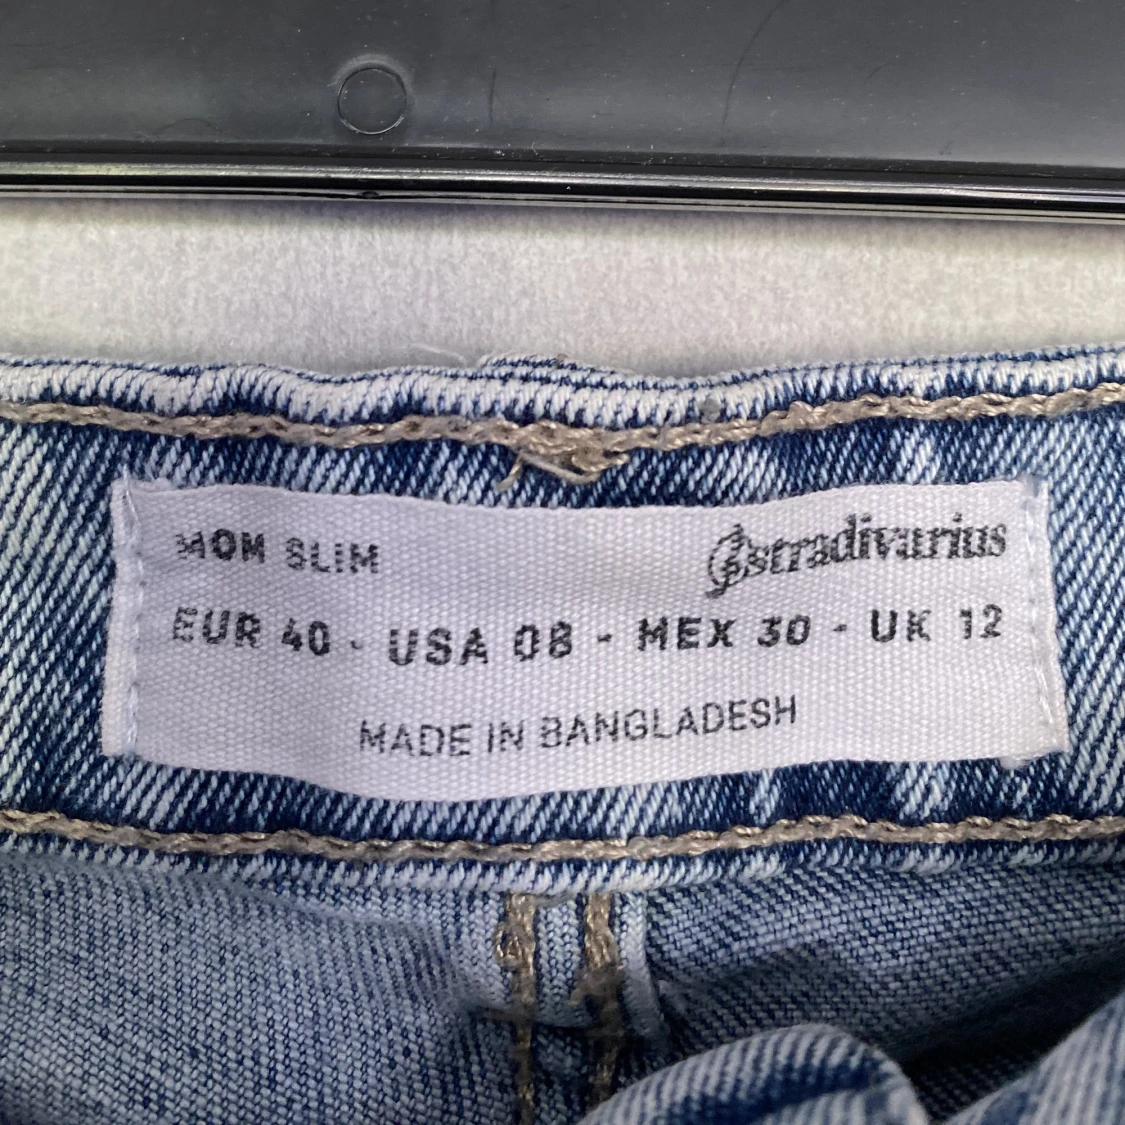 MOM SLIM Stradivarius
EUR 40 - USA 08 - MEX 30 - UK 12
MADE IN BANGLADESH